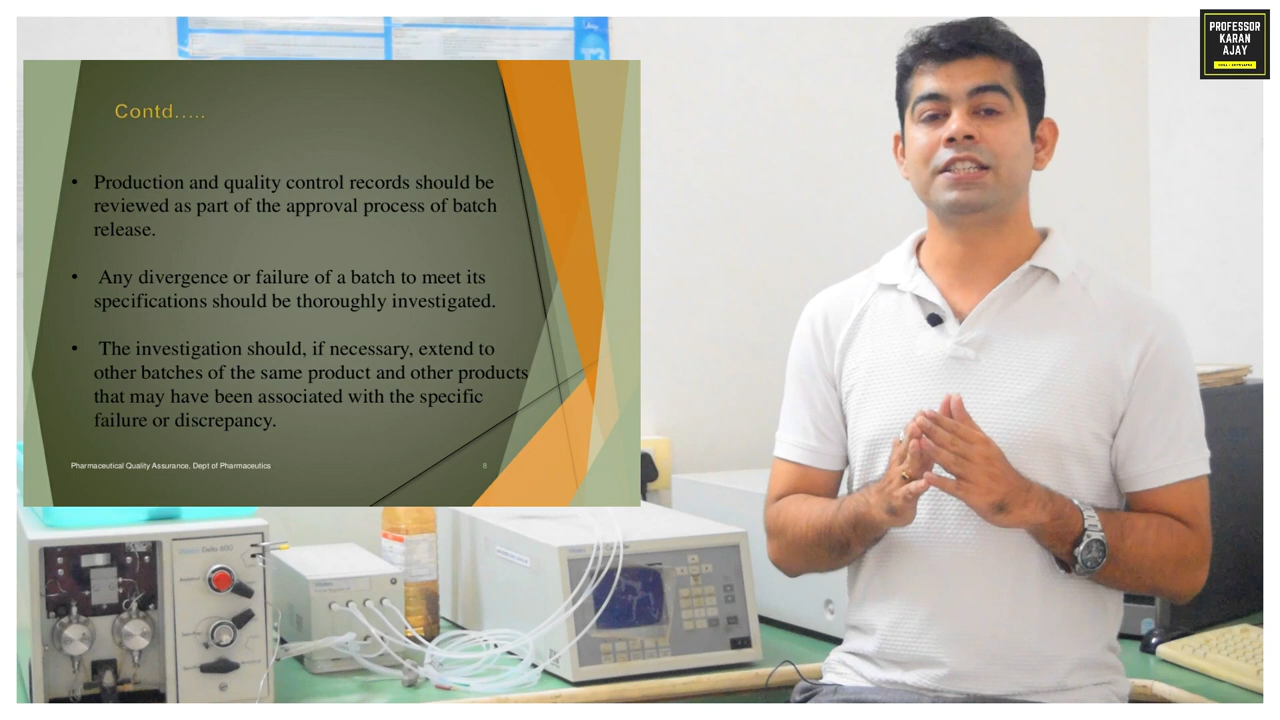 PROFESSOR
KARAN
AJAY
Contd.....
• Production and quality control records should be
reviewed as part of the approval process of batch
release.
• Any divergence or failure of a batch to meet its
specifications should be thoroughly investigated.
• The investigation should, if necessary, extend to
other batches of the same product and other products
that may have been associated with the specific
failure or discrepancy.
Pharmaceutical Quality Assurance, Dept of Pharmaceutics 8
Waters Delta 600